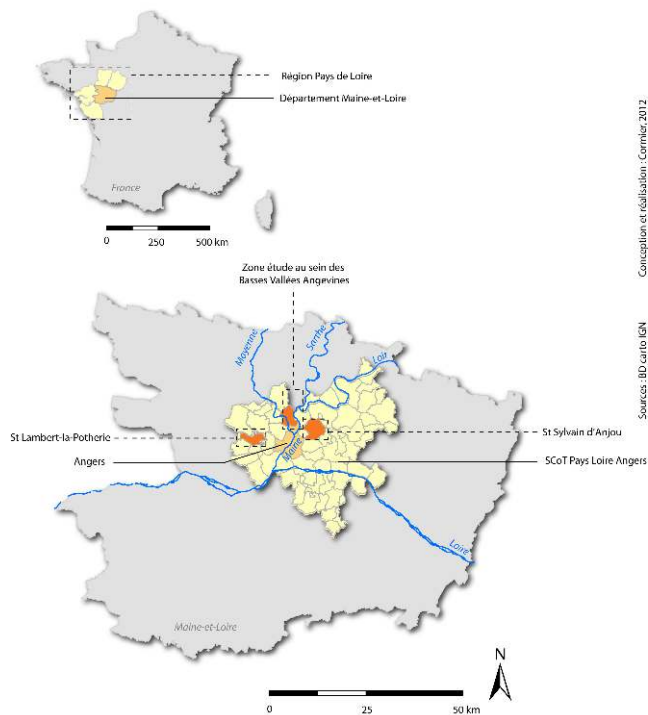 Région Pays de Loire
Département Maine-et-Loire
France
0 250 500 km
Conception et réalisation : Cormier, 2012
Sources : BD carto IGN
Zone étude au sein des
Basses Vallées Angevines
Mayenne
Sarthe
Loir
St Lambert-la-Potherie
St Sylvain d'Anjou
Angers
Maine
SCoT Pays Loire Angers
Loire
Maine-et-Loire
N
0 25 50 km